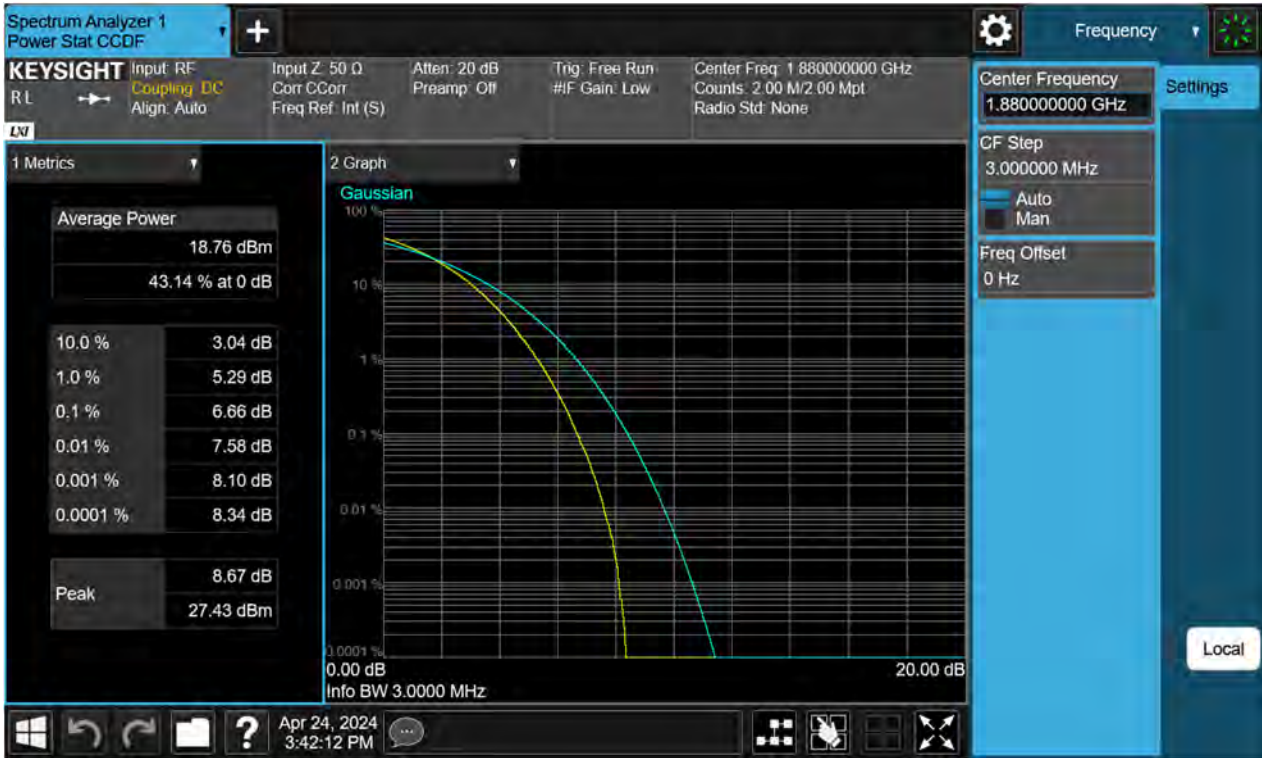 Spectrum Analyzer 1
Power Stat CCDF
+
Frequency
KEYSIGHT
R L
LXI
Input: RF
Coupling: DC
Align: Auto
Input Z: 50 Ω
Corr CCorr
Freq Ref: Int (S)
Atten: 20 dB
Preamp: Off
Trig: Free Run
#IF Gain: Low
Center Freq: 1.880000000 GHz
Counts: 2.00 M/2.00 Mpt
Radio Std: None
Center Frequency
1.880000000 GHz
Settings
CF Step
3.000000 MHz
Auto
Man
Freq Offset
0 Hz
Local
1 Metrics
Average Power
18.76 dBm
43.14 % at 0 dB
10.0 % 3.04 dB
1.0 % 5.29 dB
0.1 % 6.66 dB
0.01 % 7.58 dB
0.001 % 8.10 dB
0.0001 % 8.34 dB
Peak
8.67 dB
27.43 dBm
2 Graph
Gaussian
100 %
10 %
1 %
0.1 %
0.01 %
0.001 %
0.0001 %
0.00 dB 20.00 dB
Info BW 3.0000 MHz
?
Apr 24, 2024
3:42:12 PM